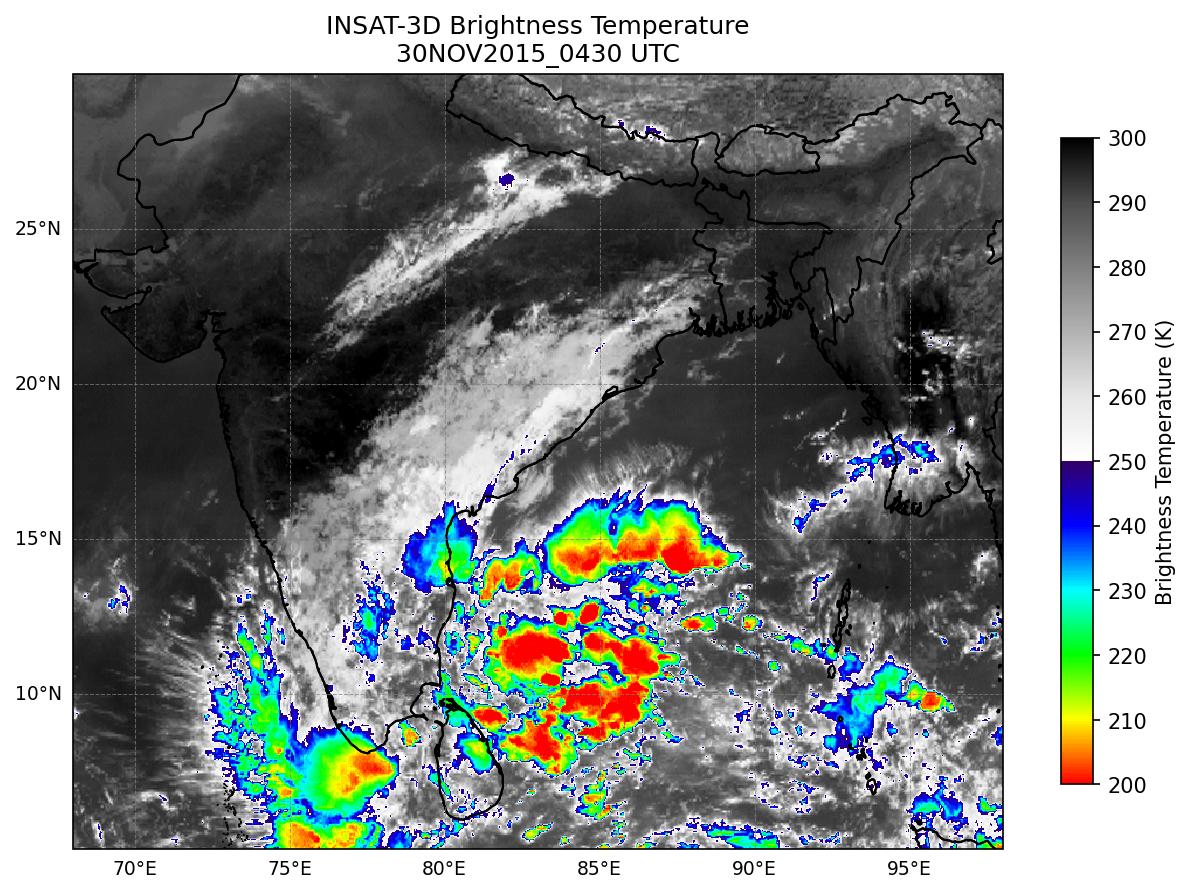 INSAT-3D Brightness Temperature
30NOV2015_0430 UTC
300
290
280
270
260
250
240
230
220
210
200
Brightness Temperature (K)
25°N
20°N
15°N
10°N
70°E
75°E
80°E
85°E
90°E
95°E